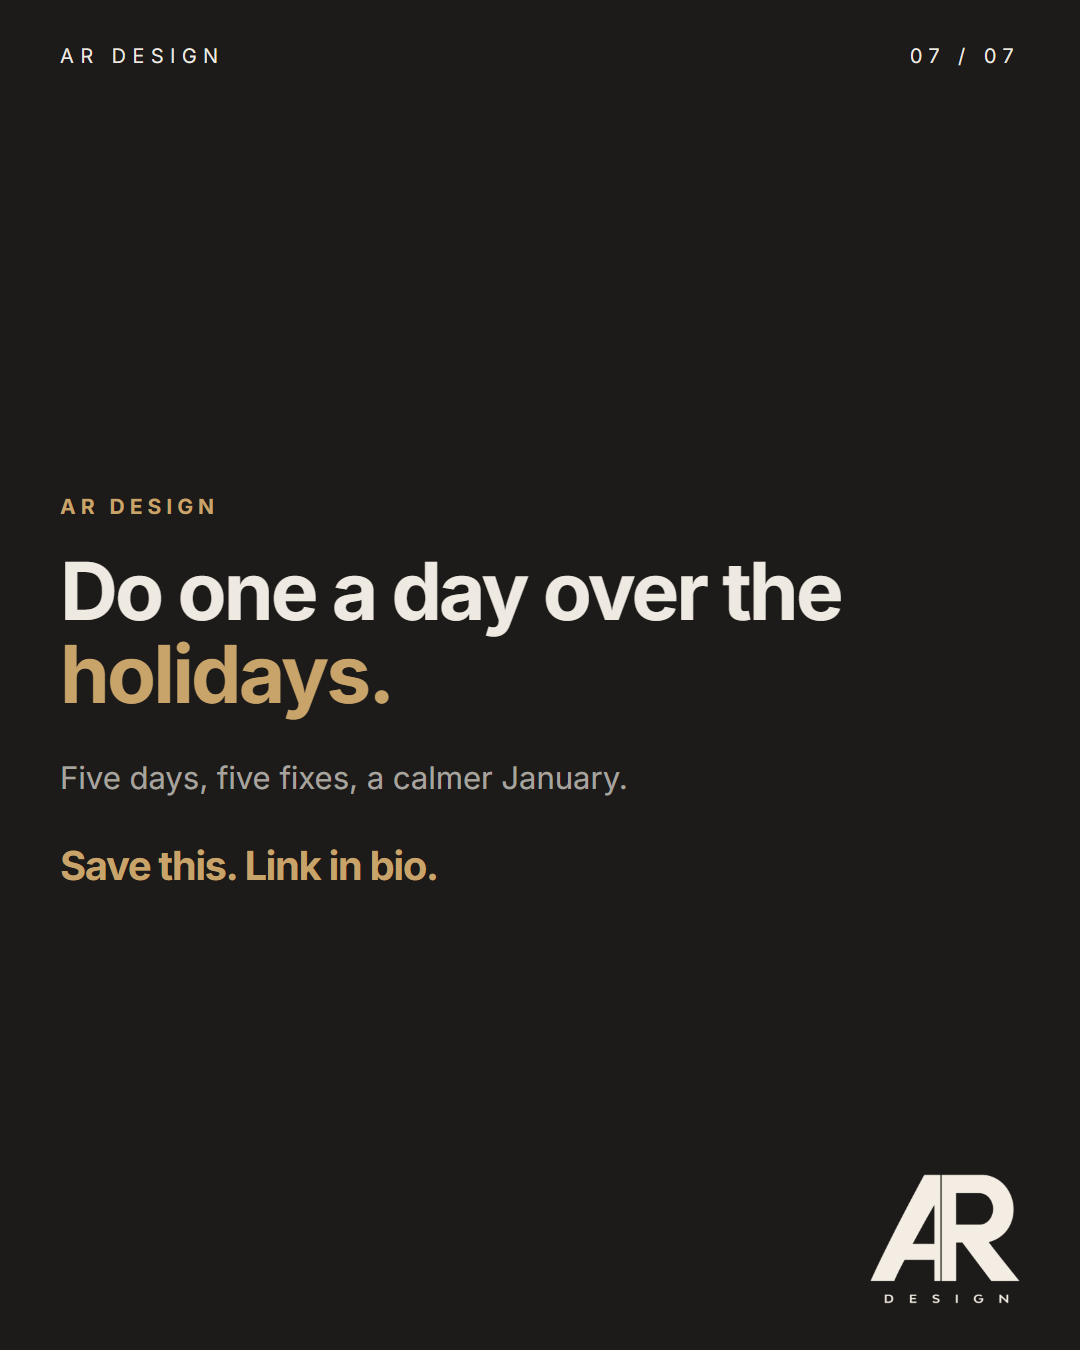 AR DESIGN
07 / 07
AR DESIGN
Do one a day over the
holidays.
Five days, five fixes, a calmer January.
Save this. Link in bio.
AR
DESIGN